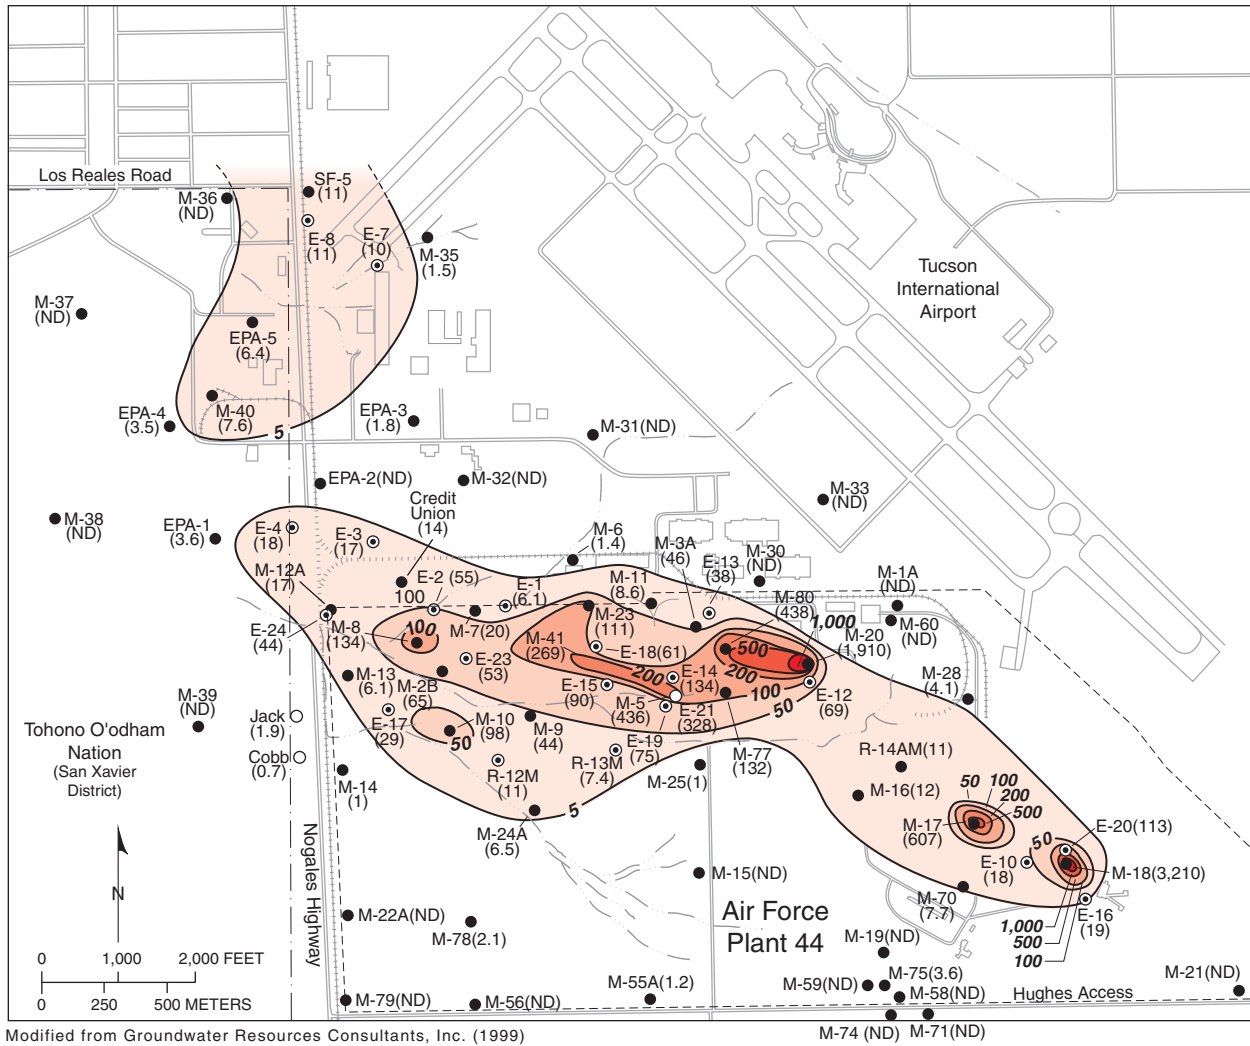 Los Reales Road
M-36
(ND)
SF-5
(11)
E-8
(11)
E-7
(10)
M-35
(1.5)
Tucson
International
Airport
M-37
(ND)
EPA-5
(6.4)
M-40
(7.6)
EPA-4
(3.5)
5
EPA-3
(1.8)
M-31(ND)
EPA-2(ND)
M-32(ND)
M-33
(ND)
Credit
Union
(14)
M-38
(ND)
EPA-1
(3.6)
E-4
(18)
E-3
(17)
M-6
(1.4)
M-3A
(46)
E-13
(38)
M-30
(ND)
M-12A
(17)
E-2 (55)
100
E-1
(6.1)
M-11
(8.6)
M-80
(438)
M-1A
(ND)
1,000
M-60
(ND)
E-24
(44)
M-8
(134)
100
M-7(20)
M-23
(111)
M-41
(269)
E-18(61)
500
M-20
(1,910)
200
200
100
50
M-13
(6.1)
M-2B
(65)
E-23
(53)
E-15
(90)
E-14
(134)
M-5
(436)
E-21
(328)
E-12
(69)
M-28
(4.1)
M-39
(ND)
Jack
(1.9)
Cobb
(0.7)
E-17
(29)
M-10
(98)
50
M-9
(44)
E-19
(75)
R-13M
(7.4)
M-77
(132)
R-14AM(11)
Tohono O'odham
Nation
(San Xavier
District)
M-14
(1)
R-12M
(11)
M-25(1)
M-16(12)
50
100
200
500
M-24A
(6.5)
5
M-17
(607)
50
E-20(113)
E-10
(18)
M-18(3,210)
M-15(ND)
M-70
(7.7)
E-16
(19)
1,000
500
100
Nogales Highway
N
Air Force
Plant 44
M-22A(ND)
M-78(2.1)
M-19(ND)
0 1,000 2,000 FEET
0 250 500 METERS
M-55A(1.2)
M-59(ND)
M-75(3.6)
M-58(ND)
M-21(ND)
Hughes Access
M-79(ND)
M-56(ND)
M-74 (ND)
M-71(ND)
Modified from Groundwater Resources Consultants, Inc. (1999)